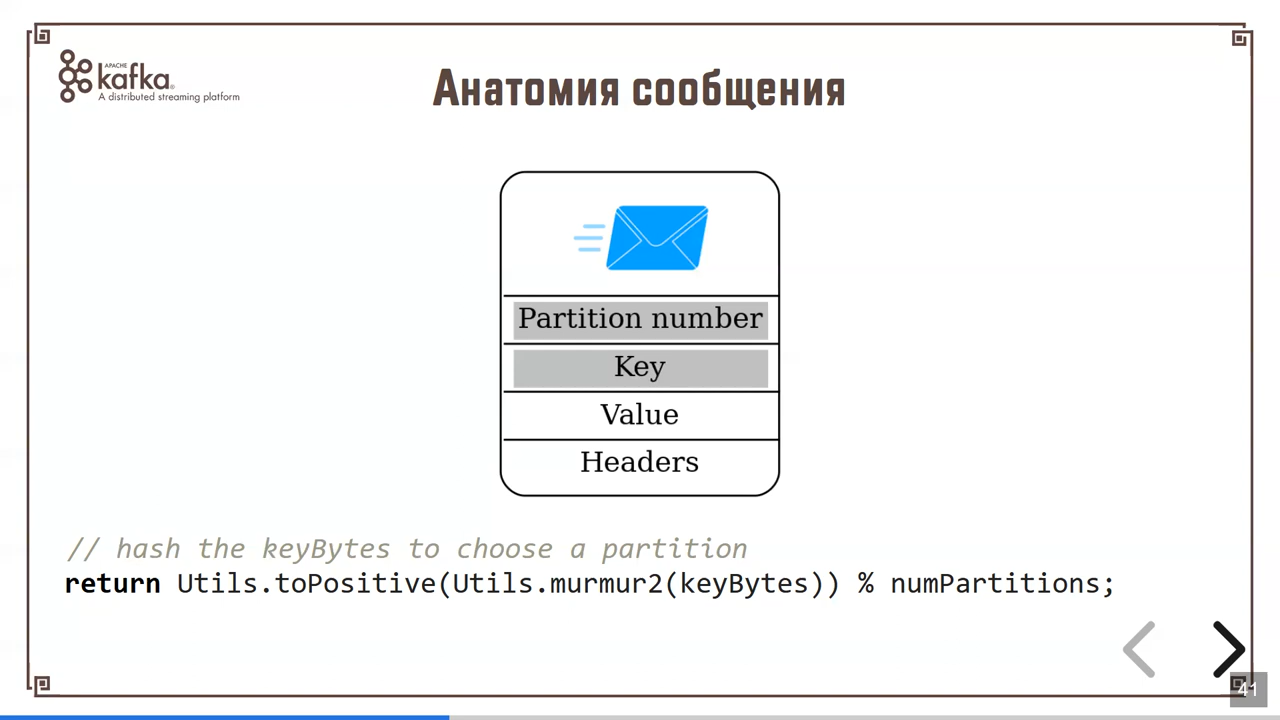 APACHE
kafka®
A distributed streaming platform
Анатомия сообщения
Partition number
Key
Value
Headers
// hash the keyBytes to choose a partition
return Utils.toPositive(Utils.murmur2(keyBytes)) % numPartitions;
41